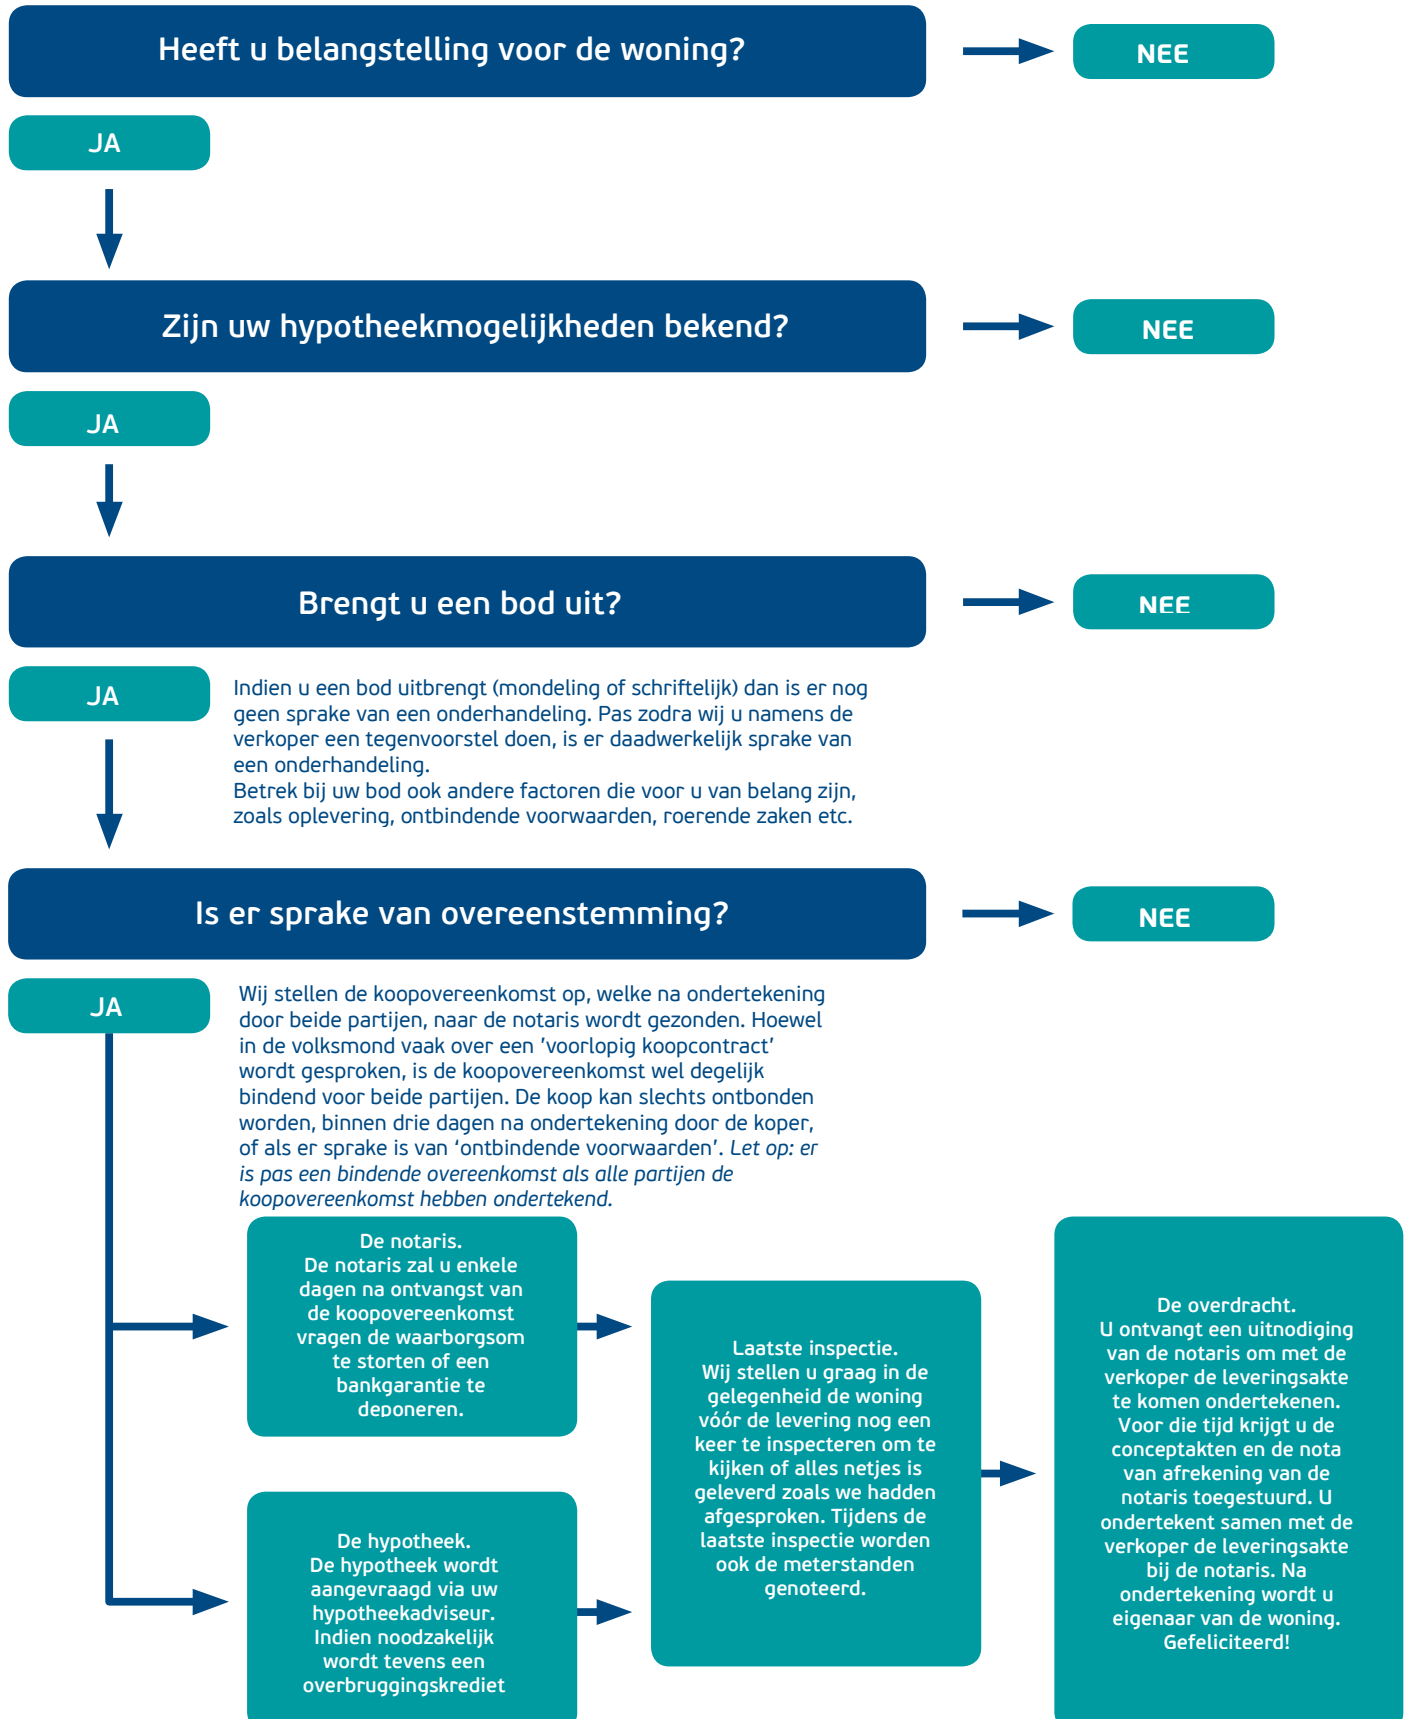 Heeft u belangstelling voor de woning?
NEE
JA
Zijn uw hypotheekmogelijkheden bekend?
NEE
JA
Brengt u een bod uit?
NEE
JA
Indien u een bod uitbrengt (mondeling of schriftelijk) dan is er nog
geen sprake van een onderhandeling. Pas zodra wij u namens de
verkoper een tegenvoorstel doen, is er daadwerkelijk sprake van
een onderhandeling.
Betrek bij uw bod ook andere factoren die voor u van belang zijn,
zoals oplevering, ontbindende voorwaarden, roerende zaken etc.
Is er sprake van overeenstemming?
NEE
JA
Wij stellen de koopovereenkomst op, welke na ondertekening
door beide partijen, naar de notaris wordt gezonden. Hoewel
in de volksmond vaak over een 'voorlopig koopcontract'
wordt gesproken, is de koopovereenkomst wel degelijk
bindend voor beide partijen. De koop kan slechts ontbonden
worden, binnen drie dagen na ondertekening door de koper,
of als er sprake is van ‘ontbindende voorwaarden’. Let op: er
is pas een bindende overeenkomst als alle partijen de
koopovereenkomst hebben ondertekend.
De notaris.
De notaris zal u enkele
dagen na ontvangst van
de koopovereenkomst
vragen de waarborgsom
te storten of een
bankgarantie te
deponeren.
De hypotheek.
De hypotheek wordt
aangevraagd via uw
hypotheekadviseur.
Indien noodzakelijk
wordt tevens een
overbruggingskrediet
Laatste inspectie.
Wij stellen u graag in de
gelegenheid de woning
vóór de levering nog een
keer te inspecteren om te
kijken of alles netjes is
geleverd zoals we hadden
afgesproken. Tijdens de
laatste inspectie worden
ook de meterstanden
genoteerd.
De overdracht.
U ontvangt een uitnodiging
van de notaris om met de
verkoper de leveringsakte
te komen ondertekenen.
Voor die tijd krijgt u de
conceptakten en de nota
van afrekening van de
notaris toegestuurd. U
ondertekent samen met de
verkoper de leveringsakte
bij de notaris. Na
ondertekening wordt u
eigenaar van de woning.
Gefeliciteerd!